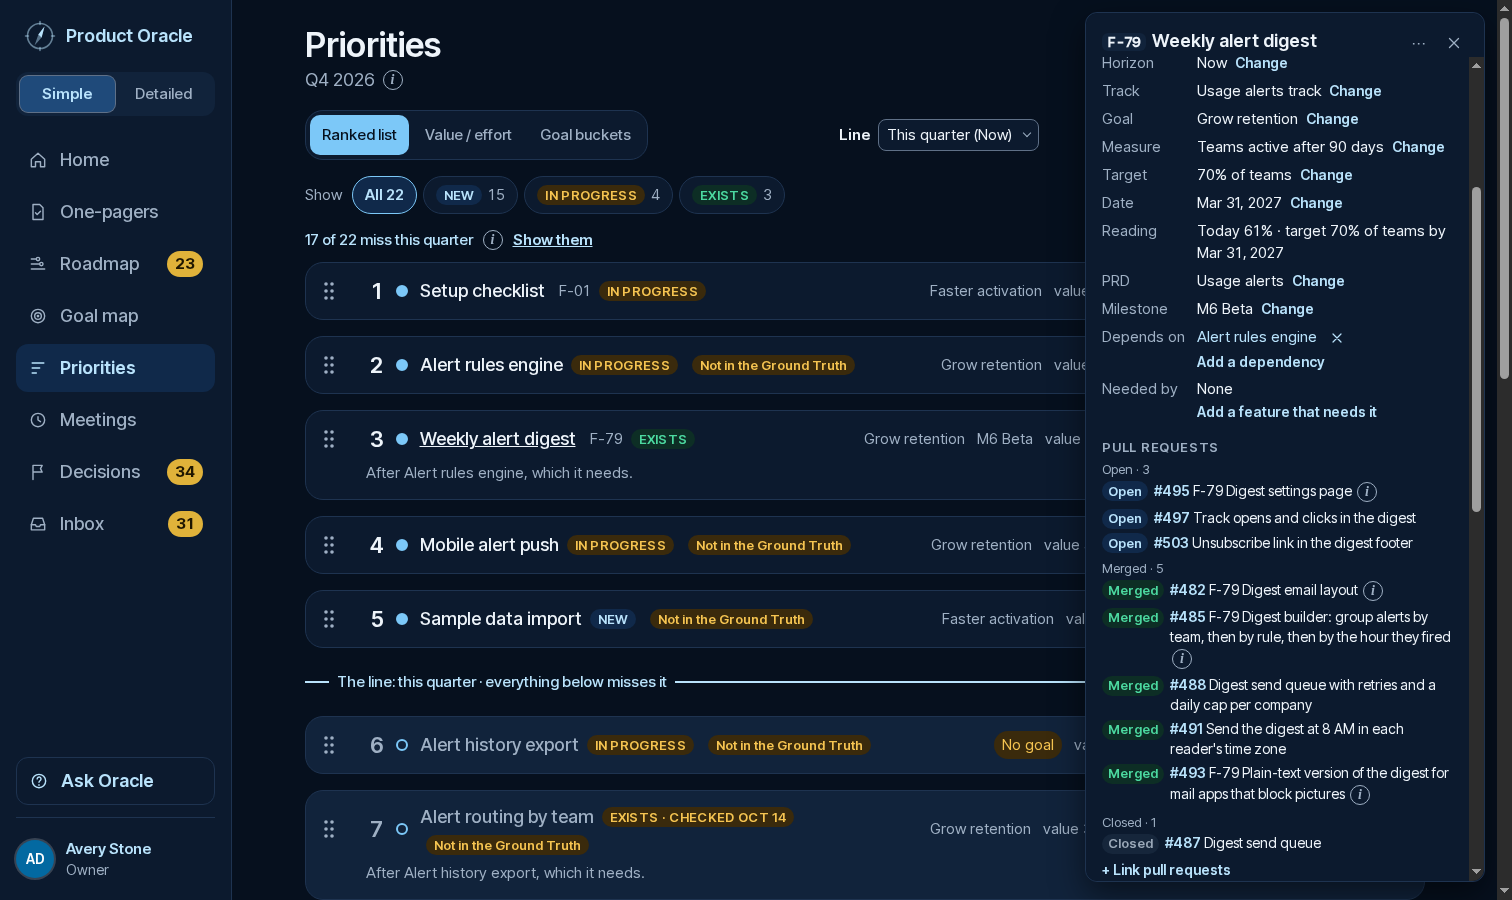 Product Oracle
Simple
Detailed
Home
One-pagers
Roadmap
23
Goal map
Priorities
Meetings
Decisions
34
Inbox
31
Ask Oracle
AD
Avery Stone
Owner
Priorities
Q4 2026
i
Ranked list
Value / effort
Goal buckets
Line
This quarter (Now)
Show
All 22
NEW 15
IN PROGRESS 4
EXISTS 3
17 of 22 miss this quarter i Show them
1 Setup checklist F-01 IN PROGRESS Faster activation value
2 Alert rules engine IN PROGRESS Not in the Ground Truth Grow retention value
3 Weekly alert digest F-79 EXISTS Grow retention M6 Beta value
After Alert rules engine, which it needs.
4 Mobile alert push IN PROGRESS Not in the Ground Truth Grow retention value
5 Sample data import NEW Not in the Ground Truth Faster activation
The line: this quarter · everything below misses it
6 Alert history export IN PROGRESS Not in the Ground Truth No goal
7 Alert routing by team EXISTS · CHECKED OCT 14 Grow retention value
Not in the Ground Truth
After Alert history export, which it needs.
F-79 Weekly alert digest
Horizon Now Change
Track Usage alerts track Change
Goal Grow retention Change
Measure Teams active after 90 days Change
Target 70% of teams Change
Date Mar 31, 2027 Change
Reading Today 61% · target 70% of teams by
Mar 31, 2027
PRD Usage alerts Change
Milestone M6 Beta Change
Depends on Alert rules engine ×
Add a dependency
Needed by None
Add a feature that needs it
PULL REQUESTS
Open · 3
Open #495 F-79 Digest settings page i
Open #497 Track opens and clicks in the digest
Open #503 Unsubscribe link in the digest footer
Merged · 5
Merged #482 F-79 Digest email layout i
Merged #485 F-79 Digest builder: group alerts by
team, then by rule, then by the hour they fired
i
Merged #488 Digest send queue with retries and a
daily cap per company
Merged #491 Send the digest at 8 AM in each
reader's time zone
Merged #493 F-79 Plain-text version of the digest for
mail apps that block pictures i
Closed · 1
Closed #487 Digest send queue
+ Link pull requests